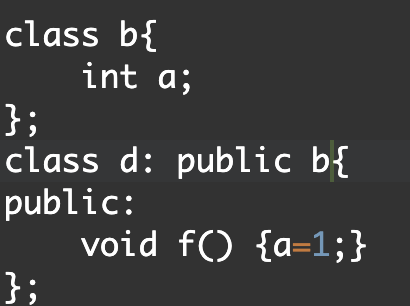 class b{
    int a;
};
class d: public b{
public:
    void f() {a=1;}
};